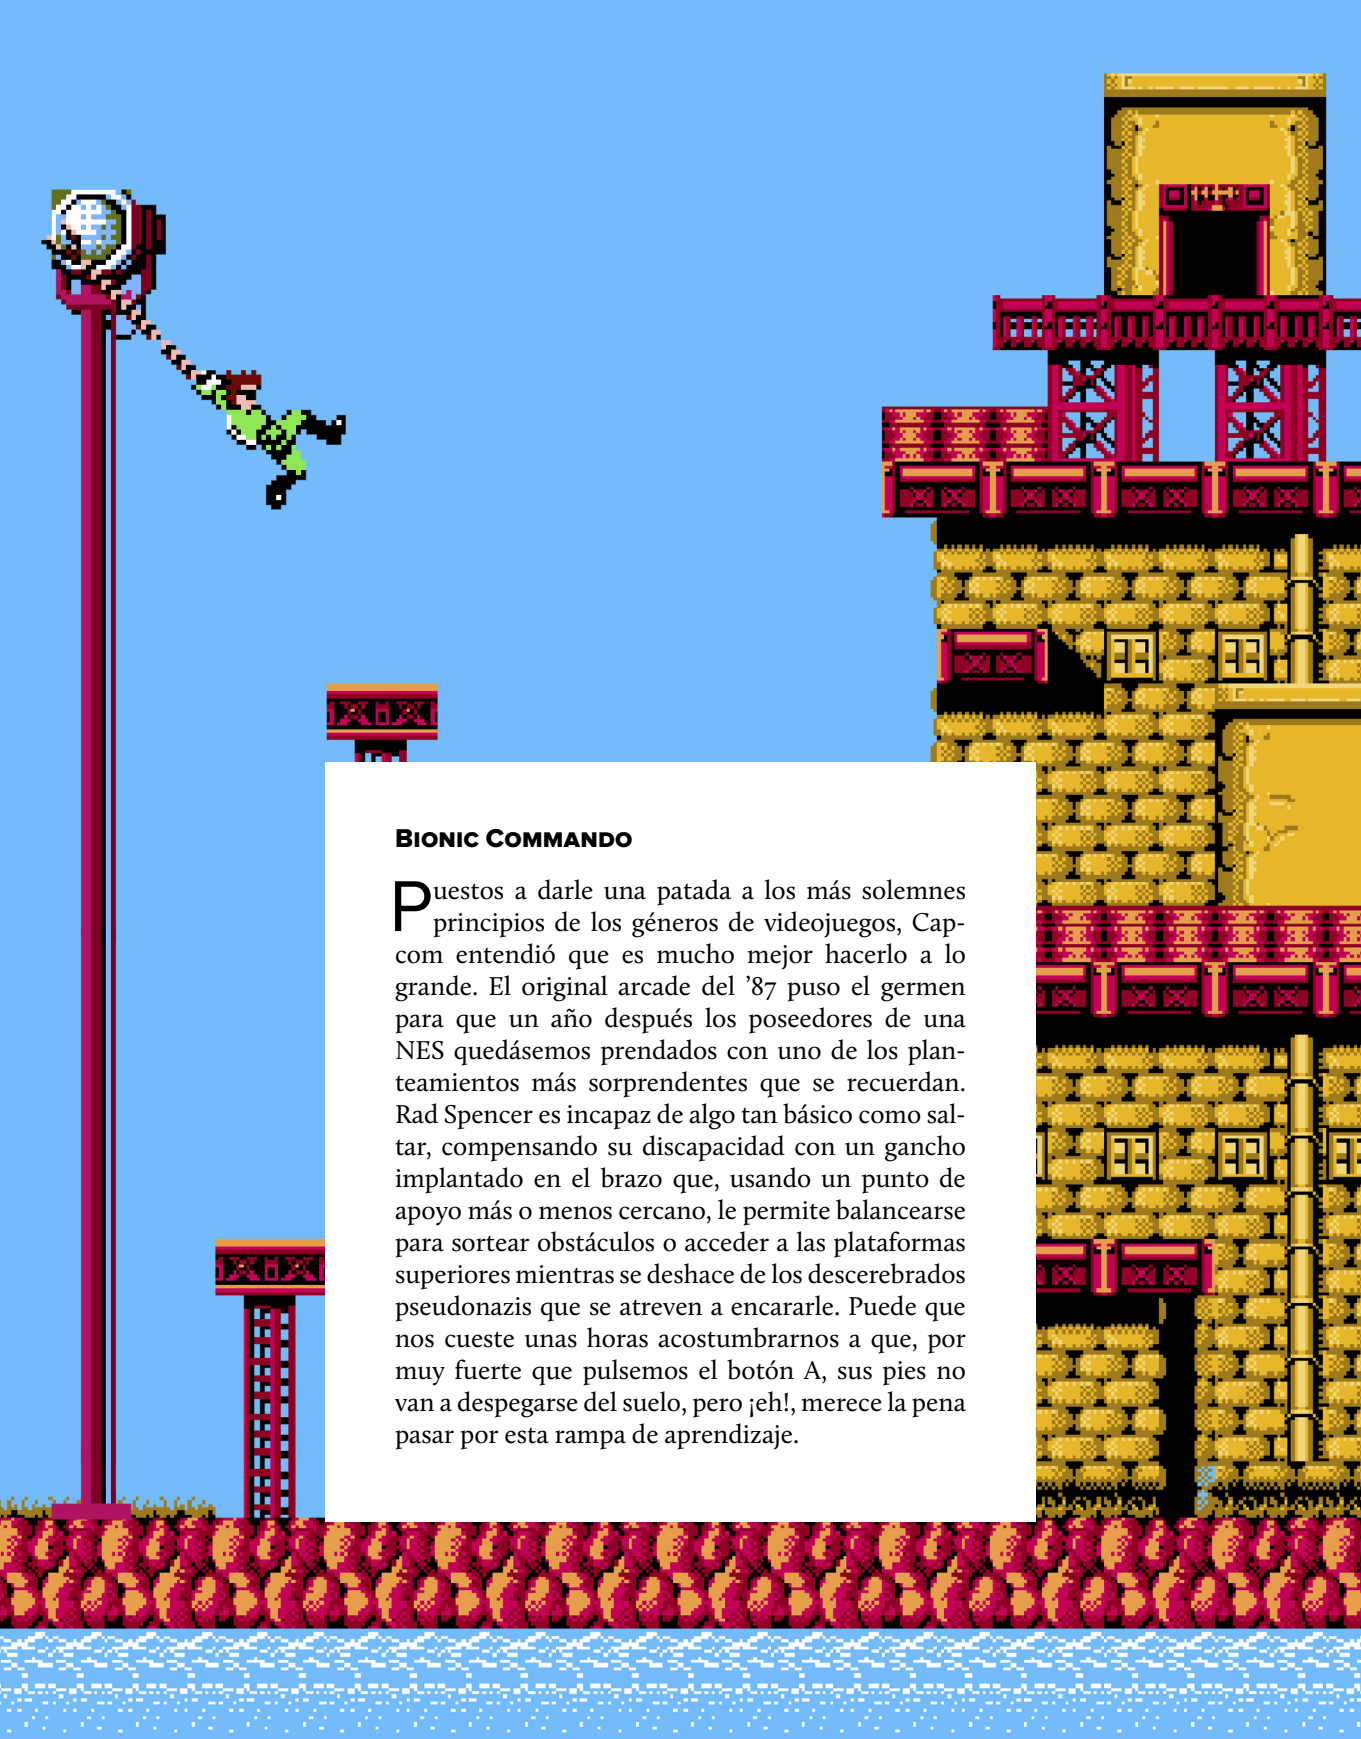 BIONIC COMMANDO
Puestos a darle una patada a los más solemnes
principios de los géneros de videojuegos, Cap-
com entendió que es mucho mejor hacerlo a lo
grande. El original arcade del ’87 puso el germen
para que un año después los poseedores de una
NES quedásemos prendados con uno de los plan-
teamientos más sorprendentes que se recuerdan.
Rad Spencer es incapaz de algo tan básico como sal-
tar, compensando su discapacidad con un gancho
implantado en el brazo que, usando un punto de
apoyo más o menos cercano, le permite balancearse
para sortear obstáculos o acceder a las plataformas
superiores mientras se deshace de los descerebrados
pseudonazis que se atreven a encararle. Puede que
nos cueste unas horas acostumbrarnos a que, por
muy fuerte que pulsemos el botón A, sus pies no
van a despegarse del suelo, pero ¡eh!, merece la pena
pasar por esta rampa de aprendizaje.